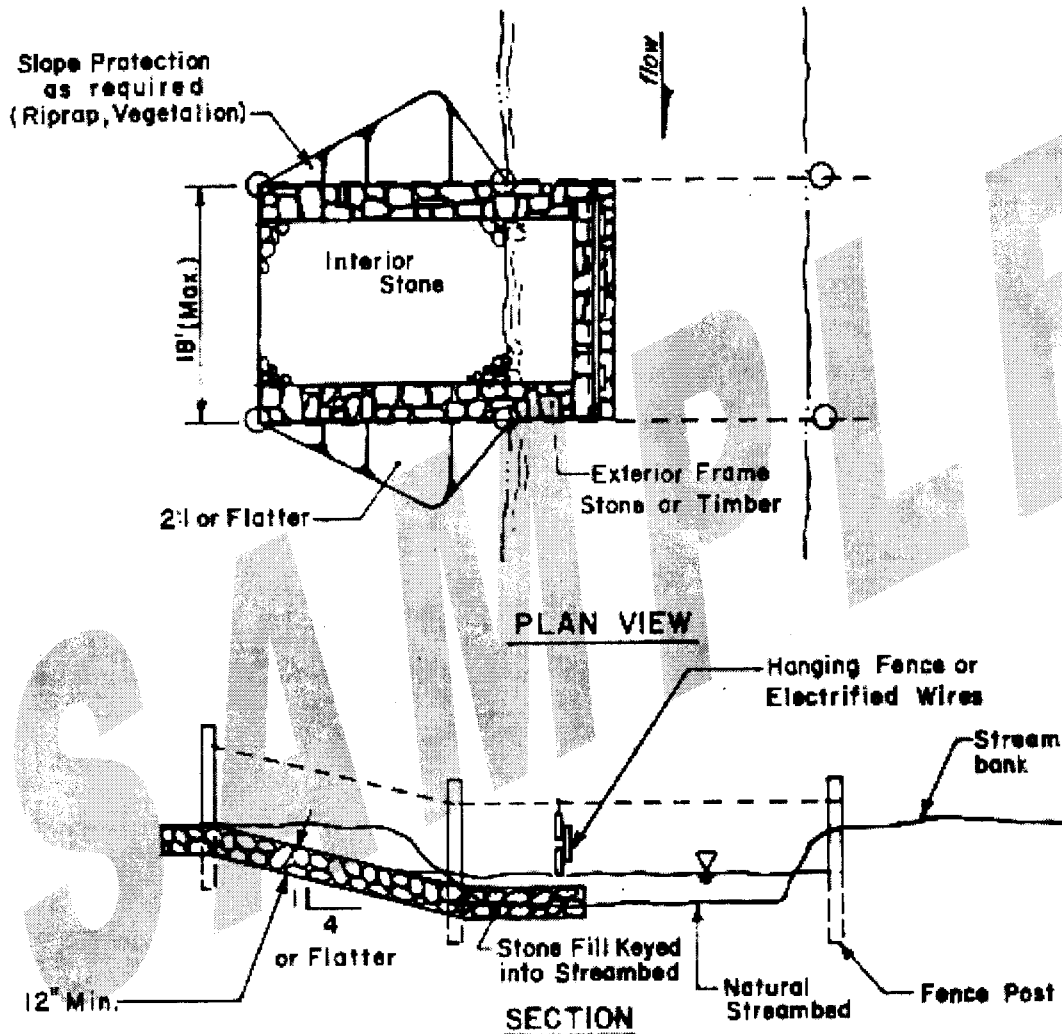 Slope Protection
as required
(Riprap, Vegetation)
flow
Interior
Stone
18' (Max.)
Exterior Frame
Stone or Timber
2:1 or Flatter
PLAN VIEW
Hanging Fence or
Electrified Wires
Stream
bank
1
4
or Flatter
12" Min.
Stone Fill Keyed
into Streambed
Natural
Streambed
Fence Post
SECTION
SAMPLE